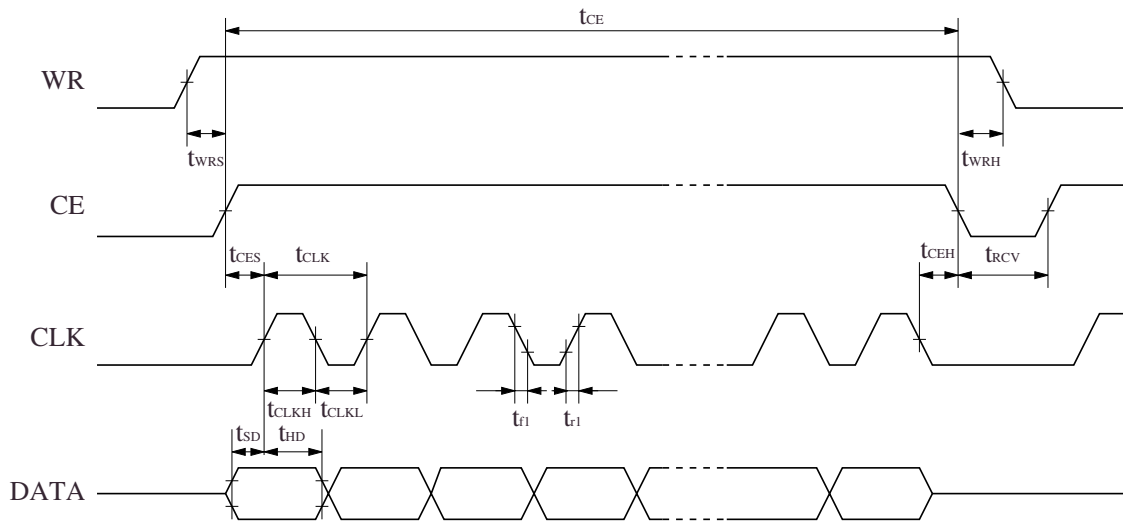 tCE
WR
tWRS
tWRH
CE
tCES
tCLK
tCEH
tRCV
CLK
tCLKH
tCLKL
tf1
tr1
tSD
tHD
DATA